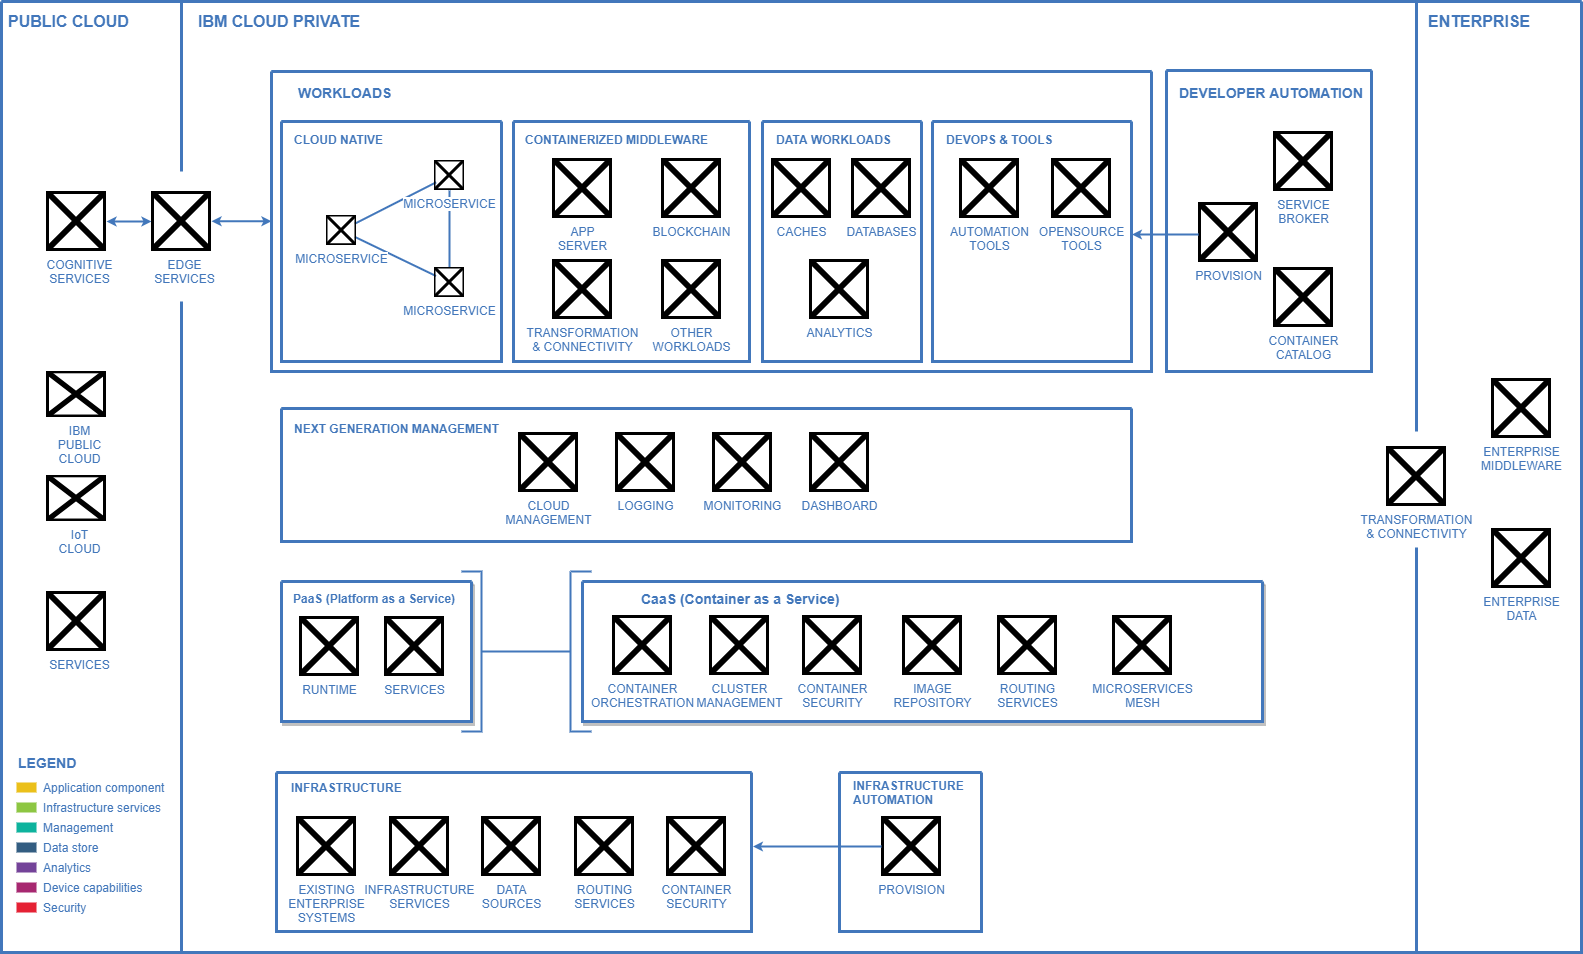 PUBLIC CLOUD
IBM CLOUD PRIVATE
ENTERPRISE
COGNITIVE
SERVICES
EDGE
SERVICES
IBM
PUBLIC
CLOUD
IoT
CLOUD
SERVICES
LEGEND
Application component
Infrastructure services
Management
Data store
Analytics
Device capabilities
Security
WORKLOADS
CLOUD NATIVE
MICROSERVICE
MICROSERVICE
MICROSERVICE
CONTAINERIZED MIDDLEWARE
APP
SERVER
BLOCKCHAIN
TRANSFORMATION
& CONNECTIVITY
OTHER
WORKLOADS
DATA WORKLOADS
CACHES
DATABASES
ANALYTICS
DEVOPS & TOOLS
AUTOMATION
TOOLS
OPENSOURCE
TOOLS
DEVELOPER AUTOMATION
SERVICE
BROKER
PROVISION
CONTAINER
CATALOG
NEXT GENERATION MANAGEMENT
CLOUD
MANAGEMENT
LOGGING
MONITORING
DASHBOARD
PaaS (Platform as a Service)
RUNTIME
SERVICES
CaaS (Container as a Service)
CONTAINER
ORCHESTRATION
CLUSTER
MANAGEMENT
CONTAINER
SECURITY
IMAGE
REPOSITORY
ROUTING
SERVICES
MICROSERVICES
MESH
INFRASTRUCTURE
EXISTING
ENTERPRISE
SYSTEMS
INFRASTRUCTURE
SERVICES
DATA
SOURCES
ROUTING
SERVICES
CONTAINER
SECURITY
INFRASTRUCTURE
AUTOMATION
PROVISION
TRANSFORMATION
& CONNECTIVITY
ENTERPRISE
MIDDLEWARE
ENTERPRISE
DATA